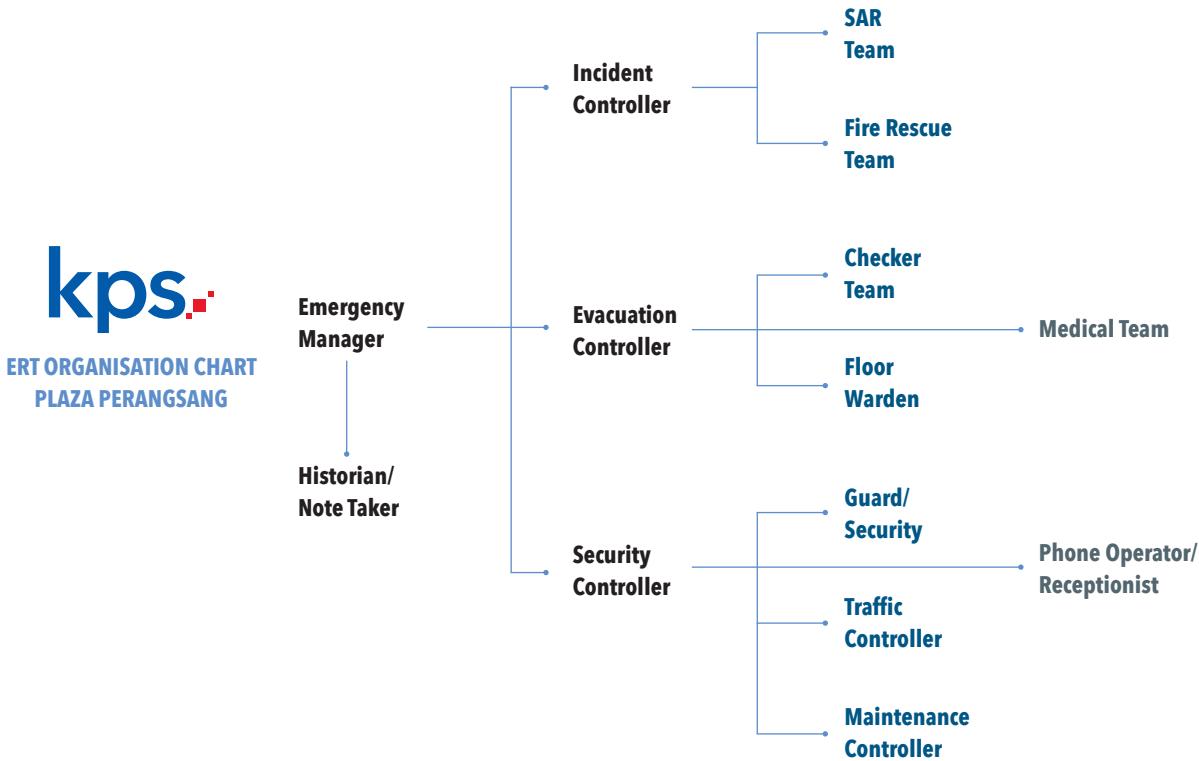 kps
ERT ORGANISATION CHART
PLAZA PERANGSANG
Emergency
Manager
Historian/
Note Taker
Incident
Controller
SAR
Team
Fire Rescue
Team
Evacuation
Controller
Checker
Team
Medical Team
Floor
Warden
Security
Controller
Guard/
Security
Phone Operator/
Receptionist
Traffic
Controller
Maintenance
Controller